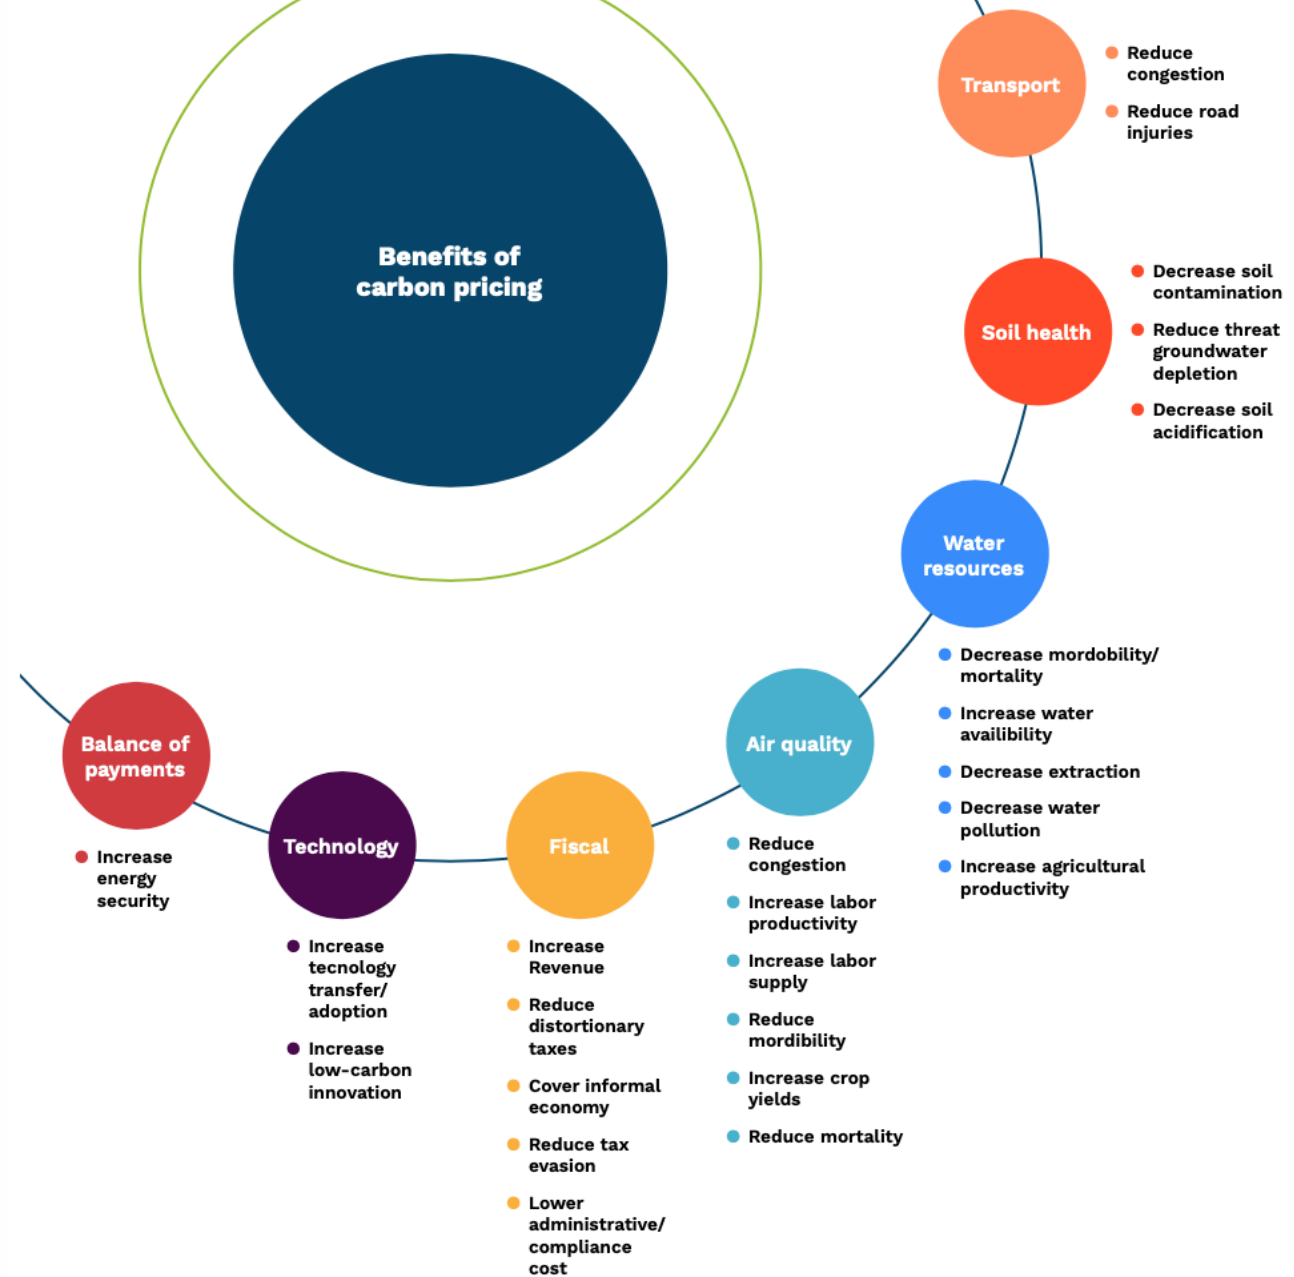 Benefits of
carbon pricing
Transport
Reduce
congestion
Reduce road
injuries
Soil health
Decrease soil
contamination
Reduce threat
groundwater
depletion
Decrease soil
acidification
Water
resources
Decrease mordobility/
mortality
Increase water
availibility
Decrease extraction
Decrease water
pollution
Increase agricultural
productivity
Air quality
Reduce
congestion
Increase labor
productivity
Increase labor
supply
Reduce
mordibility
Increase crop
yields
Reduce mortality
Fiscal
Increase
Revenue
Reduce
distortionary
taxes
Cover informal
economy
Reduce tax
evasion
Lower
administrative/
compliance
cost
Technology
Increase
tecnology
transfer/
adoption
Increase
low-carbon
innovation
Balance of
payments
Increase
energy
security